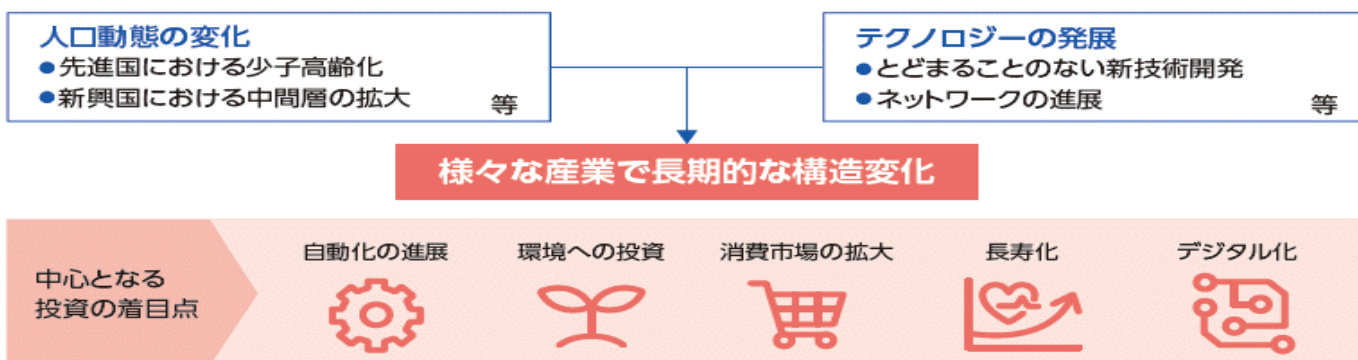 人口動態の変化
●先進国における少子高齢化
●新興国における中間層の拡大
等
テクノロジーの発展
●とどまることのない新技術開発
●ネットワークの進展
等
様々な産業で長期的な構造変化
中心となる
投資の着目点
自動化の進展
環境への投資
消費市場の拡大
長寿化
デジタル化